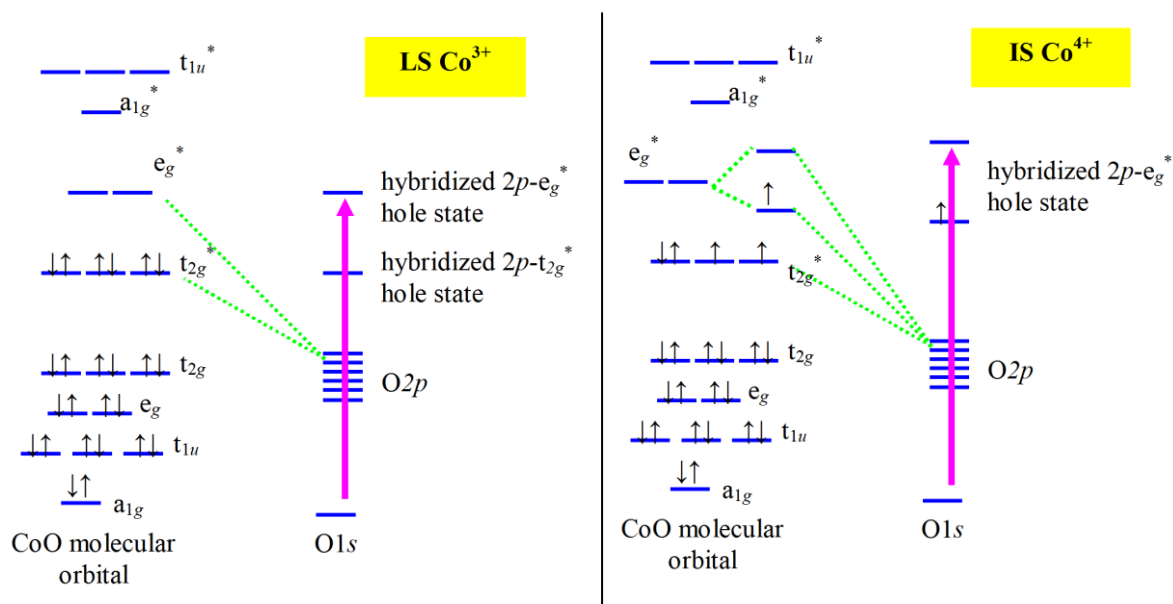 LS Co3+
t1u*
a1g*
eg*
hybridized 2p-eg*
hole state
t2g*
hybridized 2p-t2g*
hole state
t2g
O2p
eg
t1u
a1g
CoO molecular
orbital
O1s
IS Co4+
t1u*
a1g*
eg*
hybridized 2p-eg*
hole state
t2g*
t2g
O2p
eg
t1u
a1g
CoO molecular
orbital
O1s